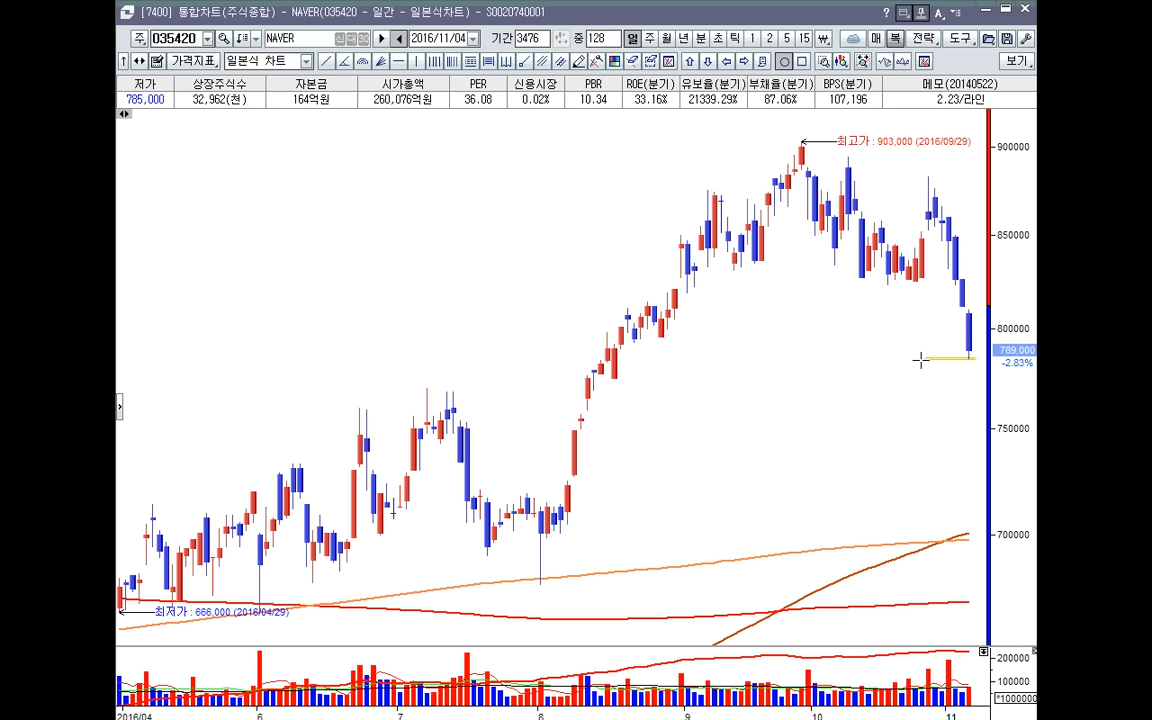 [7400] 통합차트(주식종합) - NAVER(035420 - 일간 - 일본식차트) - S0020740001
주 035420 NAVER 2016/11/04 기간 3476 중 128 일 주 월 년 분 초 틱 1 2 5 15 ₩ 매 복 전략 도구
가격지표 일본식 차트 보기
저가 상장주식수 자본금 시가총액 PER 신용시장 PBR ROE(분기) 유보율(분기) 부채율(분기) BPS(분기) 메모(20140522)
785,000 32,962(천) 164억원 260,076억원 36.08 0.02% 10.34 33.16% 21339.29% 87.06% 107,196 2.23/라인
최고가 : 903,000 (2016/09/29)
900000
850000
800000
789,000
-2.83%
750000
700000
최저가 : 666,000 (2016/04/29)
200000
100000
2016/04 6 7 8 9 10 11